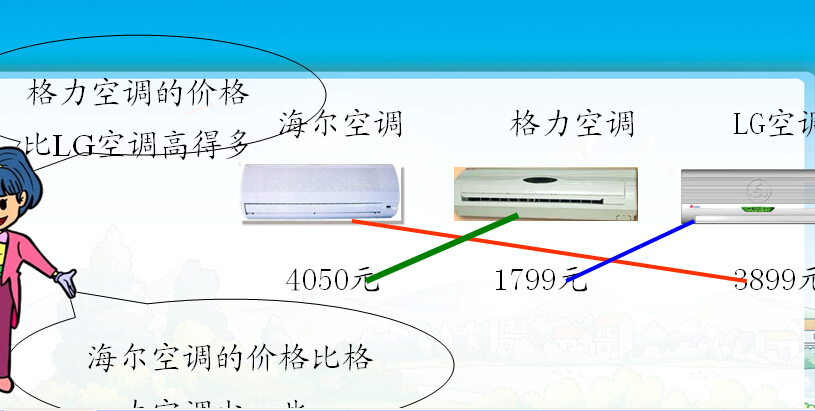 格力空调的价格
比LG空调高得多
海尔空调
格力空调
LG空调
4050元
1799元
3899元
海尔空调的价格比格